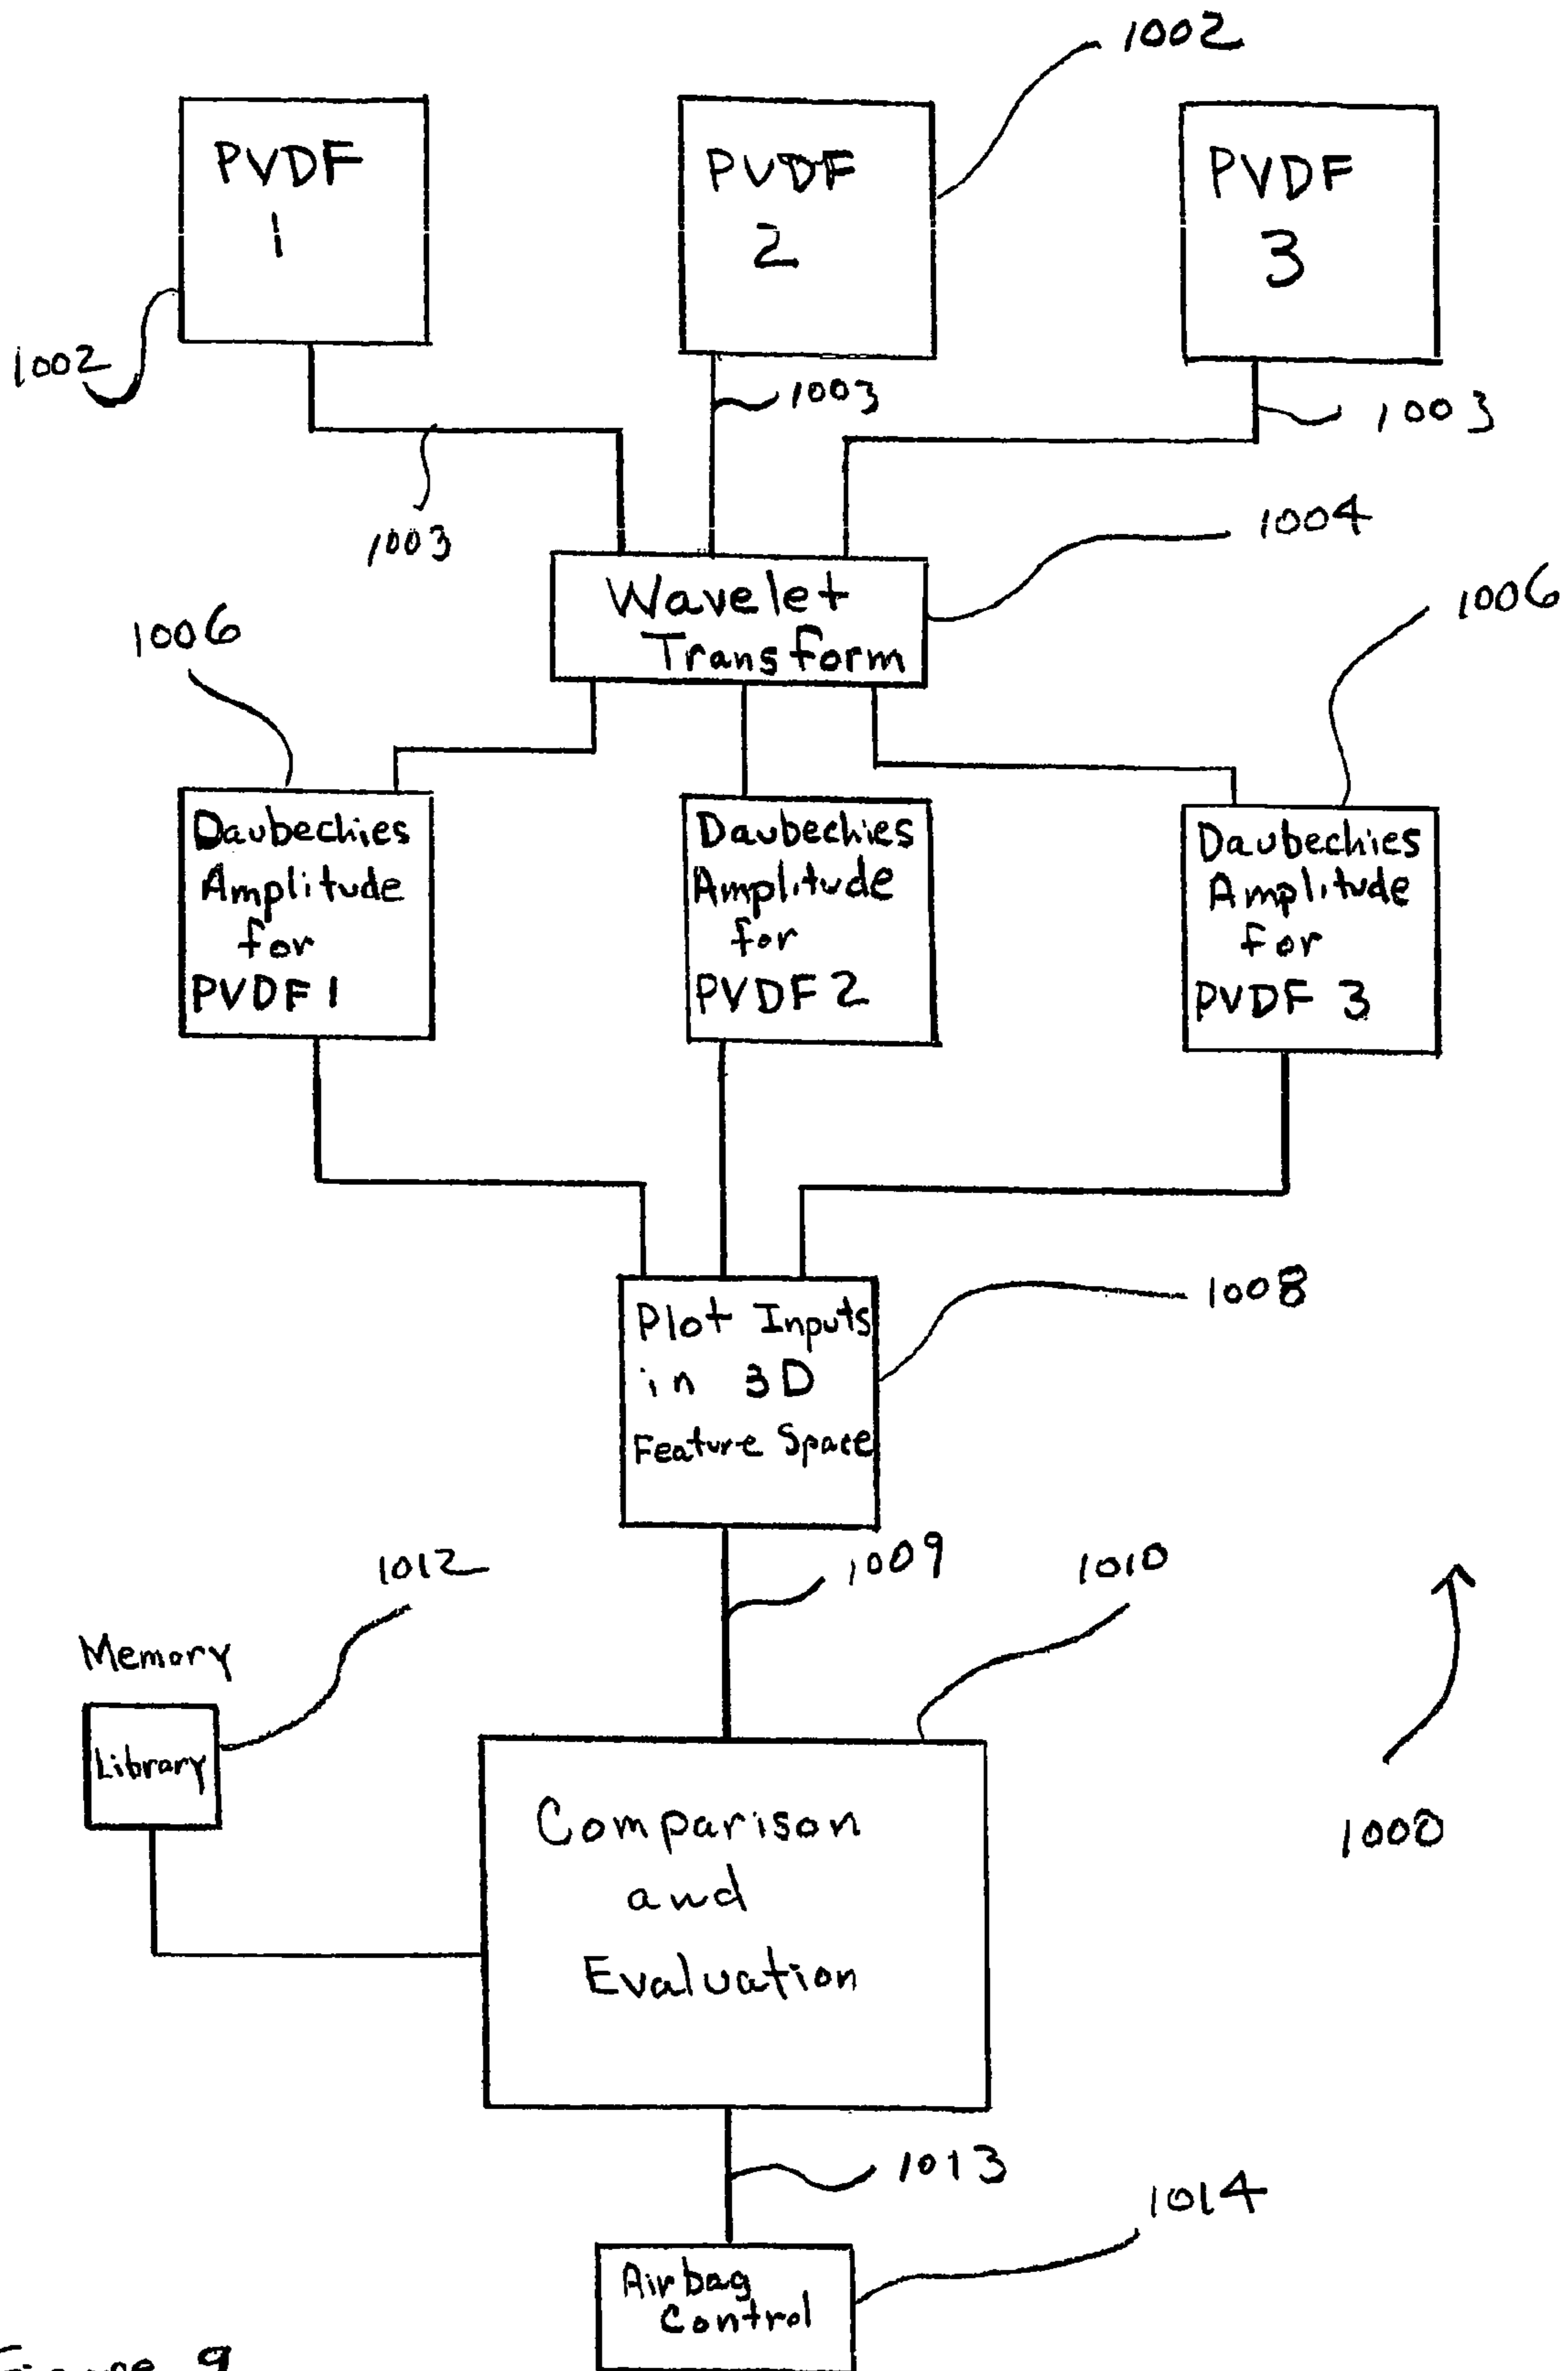 1002
PVDF
1
PVDF
2
PVDF
3
1002
1003
1003
1003
1004
Wavelet
Transform
1006
1006
Daubechies
Amplitude
for
PVDF 1
Daubechies
Amplitude
for
PVDF 2
Daubechies
Amplitude
for
PVDF 3
Plot Inputs
in 3D
Feature Space
1008
1009
1012
1010
Memory
Library
Comparison
and
Evaluation
1000
1013
1014
Airbag
Control
Figure 9